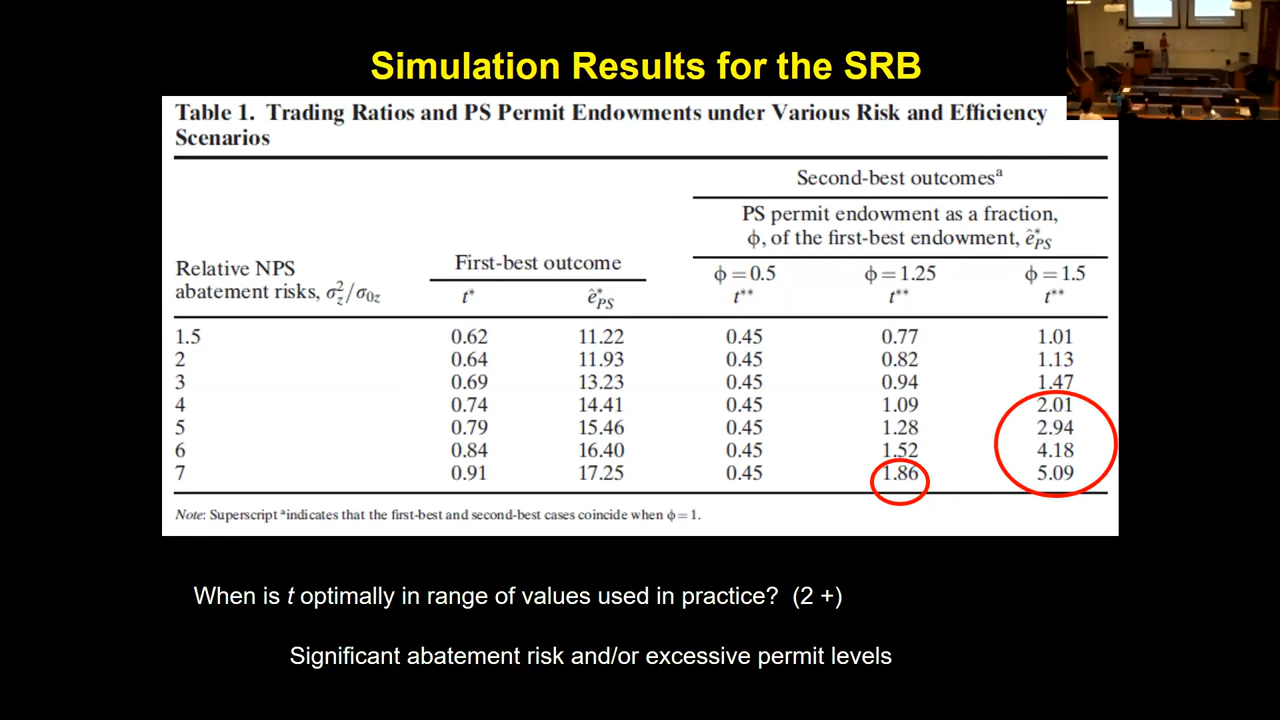 Simulation Results for the SRB
Table 1. Trading Ratios and PS Permit Endowments under Various Risk and Efficiency
Scenarios
Second-best outcomesᵃ
PS permit endowment as a fraction,
ϕ, of the first-best endowment, ê*PS
Relative NPS
abatement risks, σ²z/σ0z
First-best outcome
t* ê*PS
ϕ=0.5 ϕ=1.25 ϕ=1.5
t** t** t**
1.5 0.62 11.22 0.45 0.77 1.01
2 0.64 11.93 0.45 0.82 1.13
3 0.69 13.23 0.45 0.94 1.47
4 0.74 14.41 0.45 1.09 2.01
5 0.79 15.46 0.45 1.28 2.94
6 0.84 16.40 0.45 1.52 4.18
7 0.91 17.25 0.45 1.86 5.09
Note: Superscript ᵃindicates that the first-best and second-best cases coincide when ϕ=1.
When is t optimally in range of values used in practice? (2 +)
Significant abatement risk and/or excessive permit levels